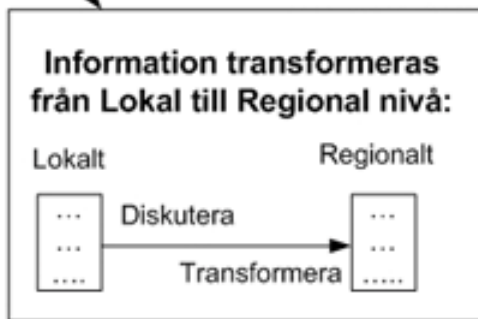 Information transformeras
från Lokal till Regional nivå:
Lokalt
Regionalt
...
...
....
Diskutera
Transformera
...
...
.....